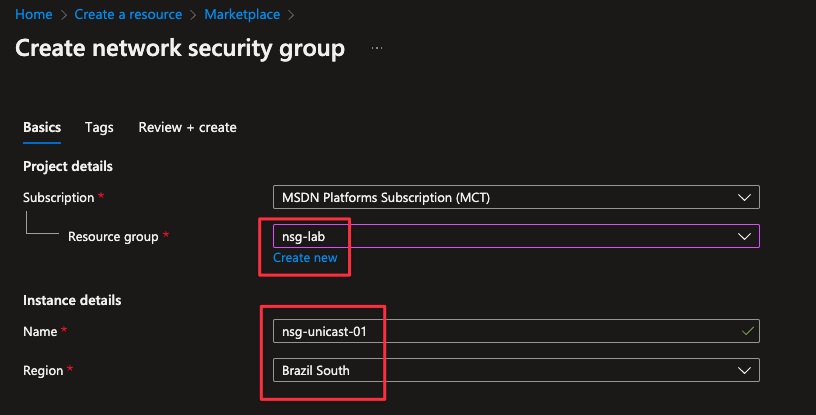 Home > Create a resource > Marketplace >
Create network security group ...
Basics Tags Review + create
Project details
Subscription * MSDN Platforms Subscription (MCT)
Resource group * nsg-lab
Create new
Instance details
Name * nsg-unicast-01
Region * Brazil South